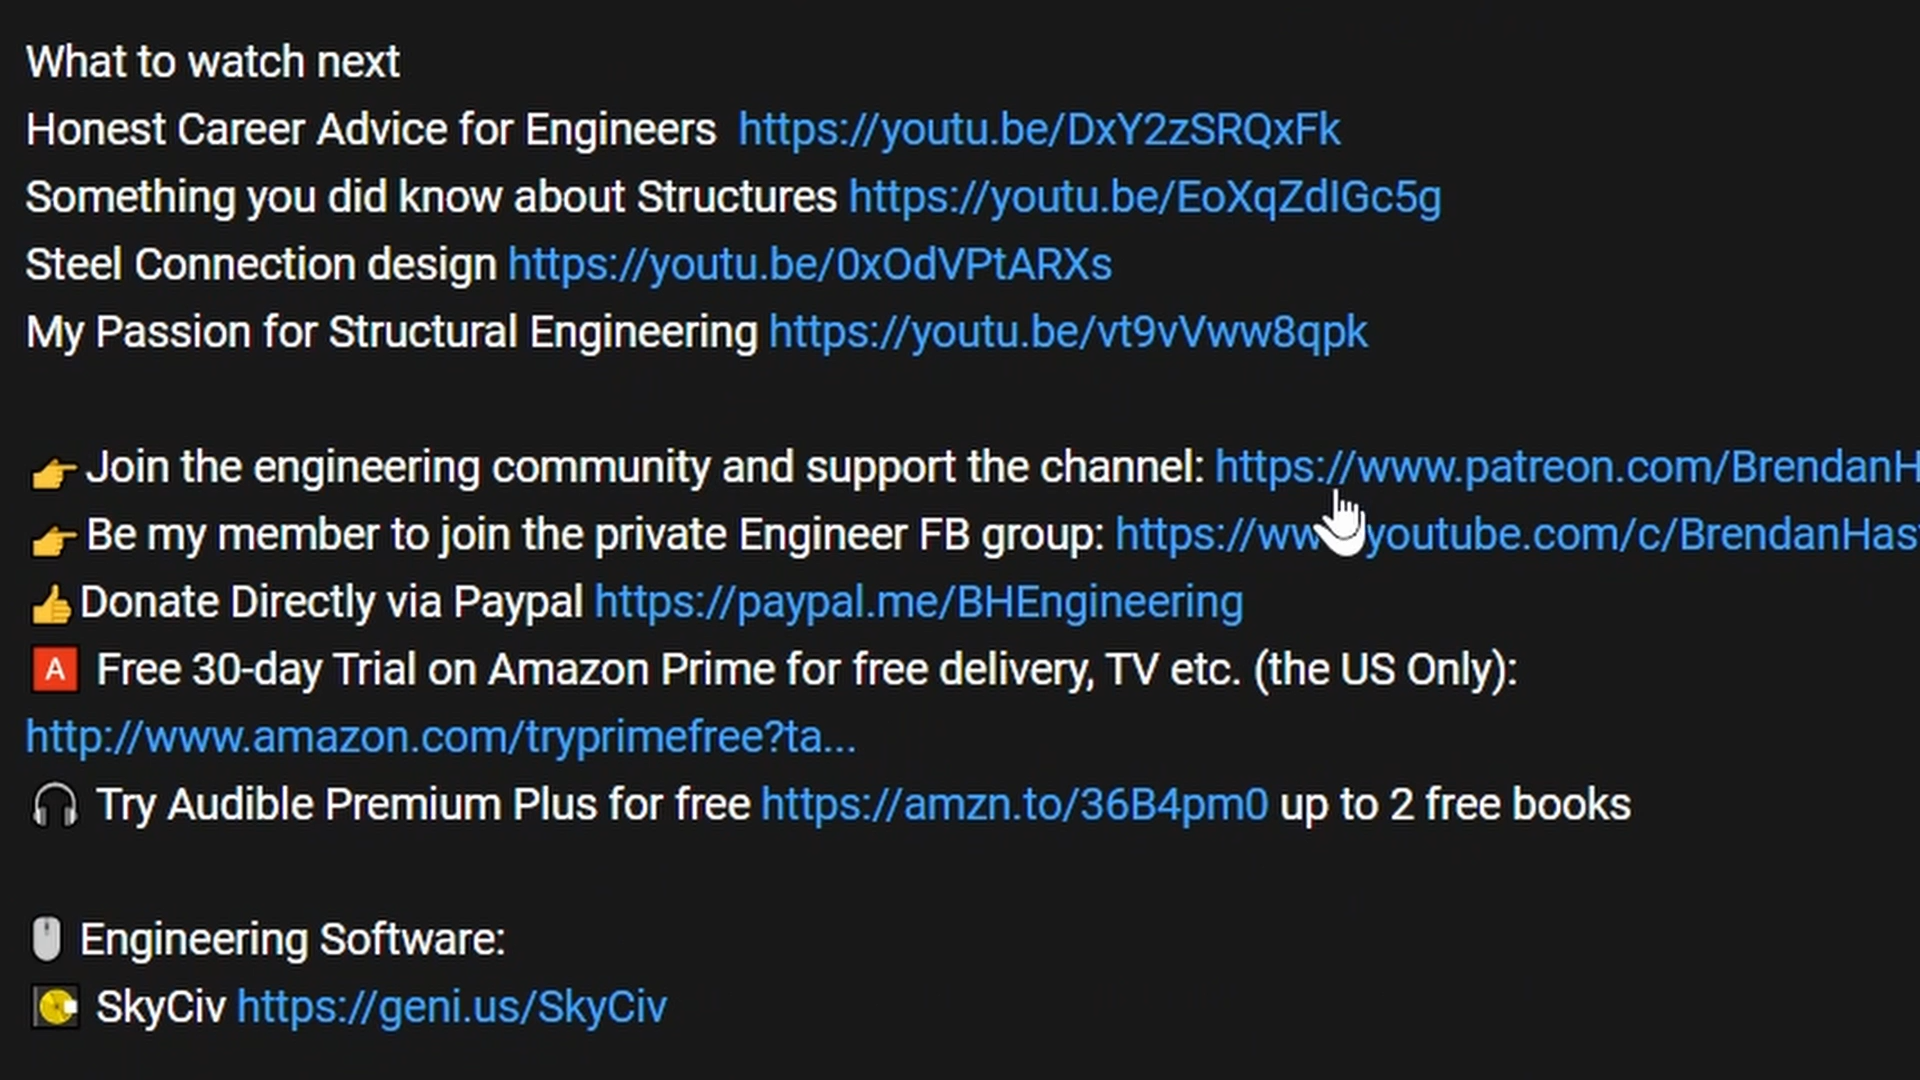 What to watch next
Honest Career Advice for Engineers https://youtu.be/DxY2zSRQxFk
Something you did know about Structures https://youtu.be/EoXqZdIGc5g
Steel Connection design https://youtu.be/0xOdVPtARXs
My Passion for Structural Engineering https://youtu.be/vt9vVww8qpk
👉Join the engineering community and support the channel: https://www.patreon.com/BrendanH
👉Be my member to join the private Engineer FB group: https://www.youtube.com/c/BrendanHas
👍Donate Directly via Paypal https://paypal.me/BHEngineering
🅰 Free 30-day Trial on Amazon Prime for free delivery, TV etc. (the US Only):
http://www.amazon.com/tryprimefree?ta...
🎧 Try Audible Premium Plus for free https://amzn.to/36B4pm0 up to 2 free books
🖱 Engineering Software:
💽 SkyCiv https://geni.us/SkyCiv